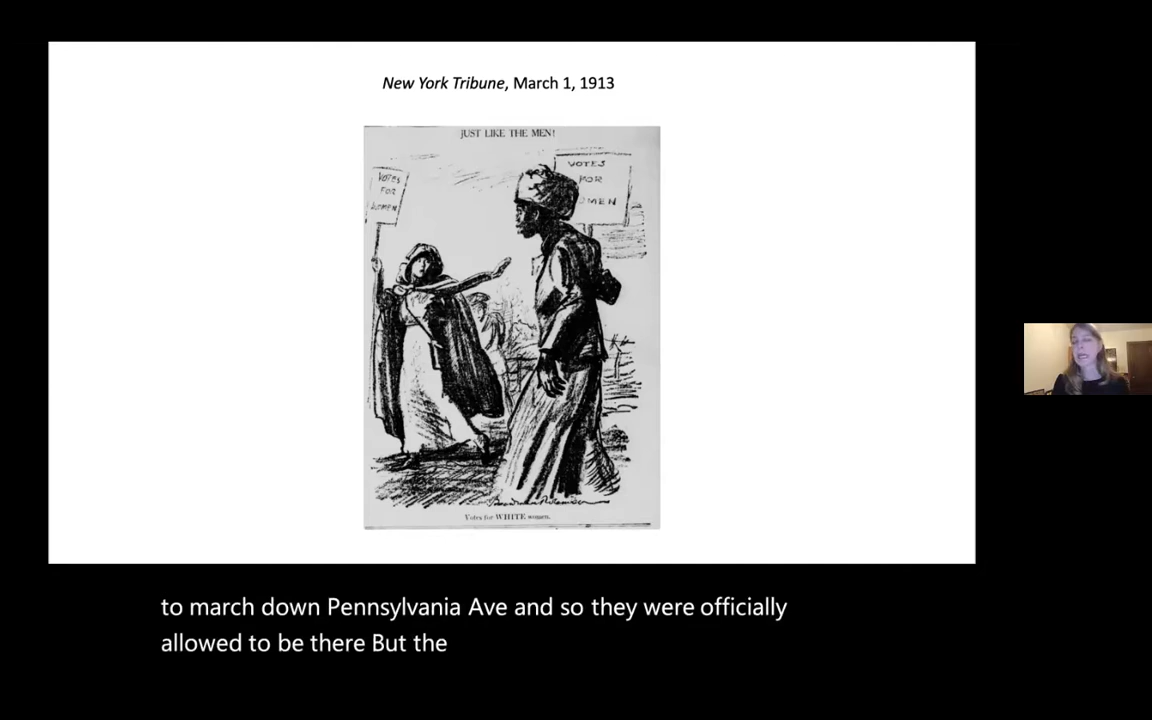 New York Tribune, March 1, 1913
JUST LIKE THE MEN!
VOTES
FOR
WOMEN
VOTES
FOR
OMEN
Votes for WHITE women.
to march down Pennsylvania Ave and so they were officially
allowed to be there But the